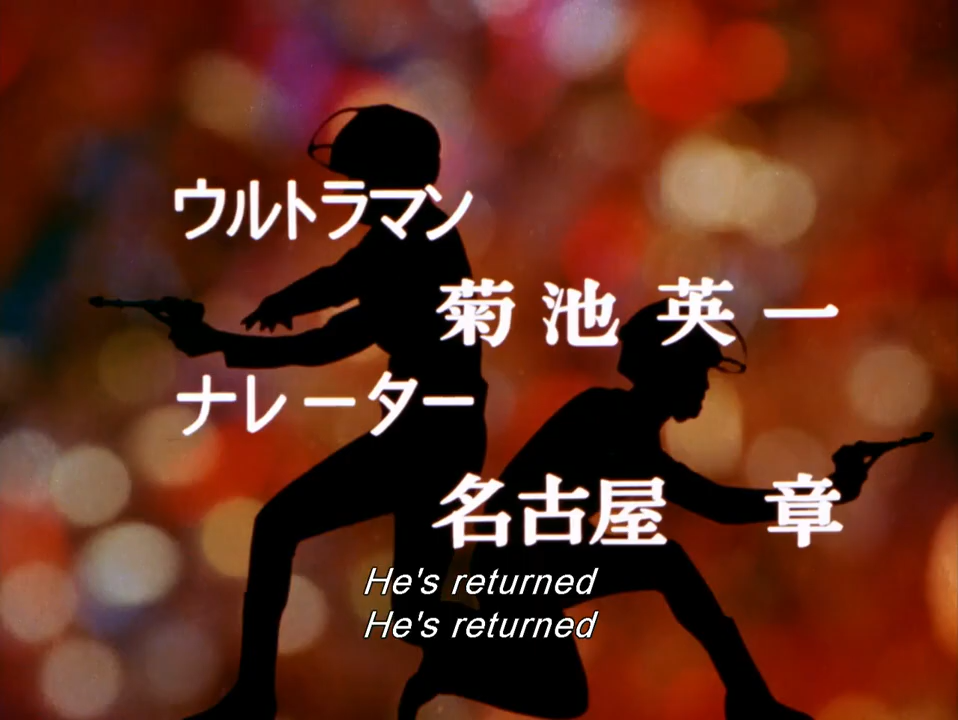 ウルトラマン
菊池 英一
ナレーター
名古屋 章
He's returned
He's returned